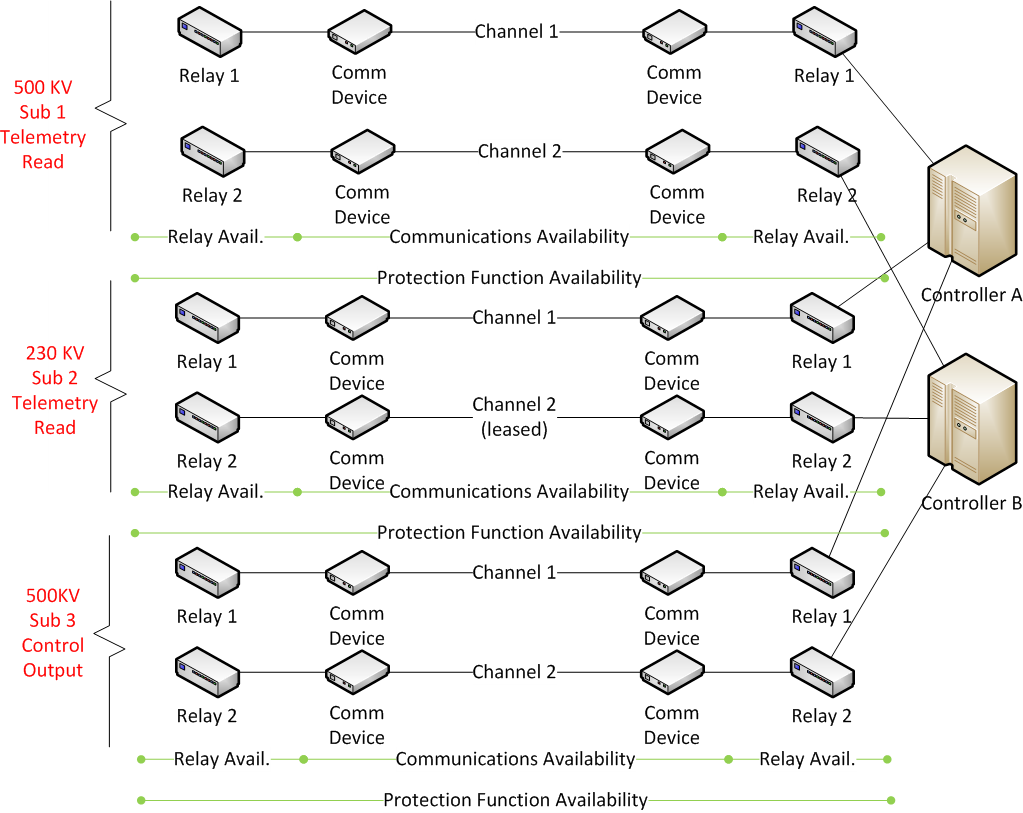 500 KV
Sub 1
Telemetry
Read
Relay 1
Comm
Device
Channel 1
Comm
Device
Relay 1
Relay 2
Comm
Device
Channel 2
Comm
Device
Relay 2
Relay Avail.
Communications Availability
Relay Avail.
Protection Function Availability
Controller A
230 KV
Sub 2
Telemetry
Read
Relay 1
Comm
Device
Channel 1
Comm
Device
Relay 1
Relay 2
Comm
Device
Channel 2
(leased)
Comm
Device
Relay 2
Relay Avail.
Communications Availability
Relay Avail.
Protection Function Availability
Controller B
500KV
Sub 3
Control
Output
Relay 1
Comm
Device
Channel 1
Comm
Device
Relay 1
Relay 2
Comm
Device
Channel 2
Comm
Device
Relay 2
Relay Avail.
Communications Availability
Relay Avail.
Protection Function Availability